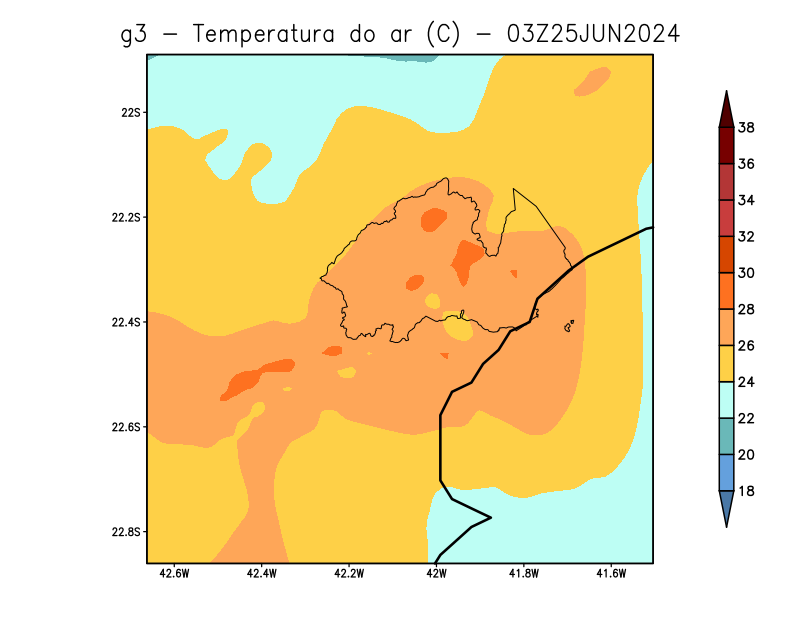 g3 - Temperatura do ar (C) - 03Z25JUN2024
22S
22.2S
22.4S
22.6S
22.8S
42.6W
42.4W
42.2W
42W
41.8W
41.6W
38
36
34
32
30
28
26
24
22
20
18